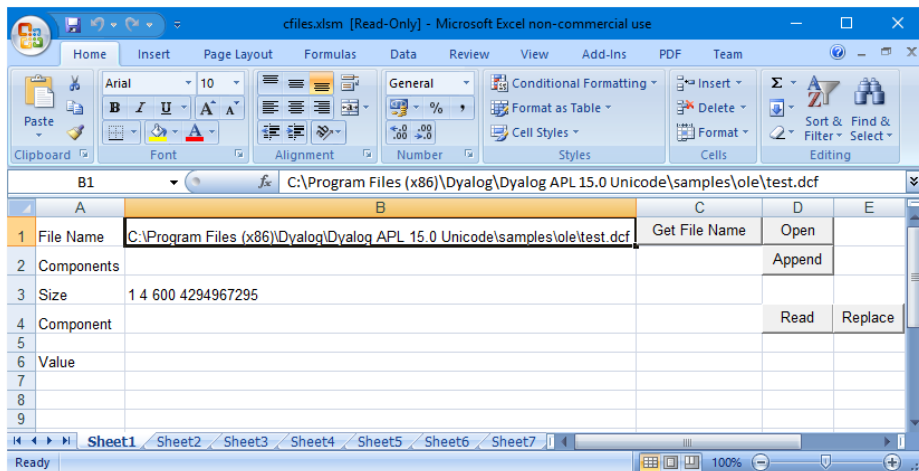 cfiles.xlsm [Read-Only] - Microsoft Excel non-commercial use
Home Insert Page Layout Formulas Data Review View Add-Ins PDF Team
Arial 10 General Conditional Formatting Insert Σ
Paste B I U A A % , Format as Table Delete Sort & Find &
A .0 .00 .00 .0 Cell Styles Format Filter Select
Clipboard Font Alignment Number Styles Cells Editing
B1 fx C:\Program Files (x86)\Dyalog\Dyalog APL 15.0 Unicode\samples\ole\test.dcf
A B C D E
1 File Name C:\Program Files (x86)\Dyalog\Dyalog APL 15.0 Unicode\samples\ole\test.dcf Get File Name Open
2 Components Append
3 Size 1 4 600 4294967295
4 Component Read Replace
5
6 Value
7
8
9
Sheet1 Sheet2 Sheet3 Sheet4 Sheet5 Sheet6 Sheet7
Ready 100%